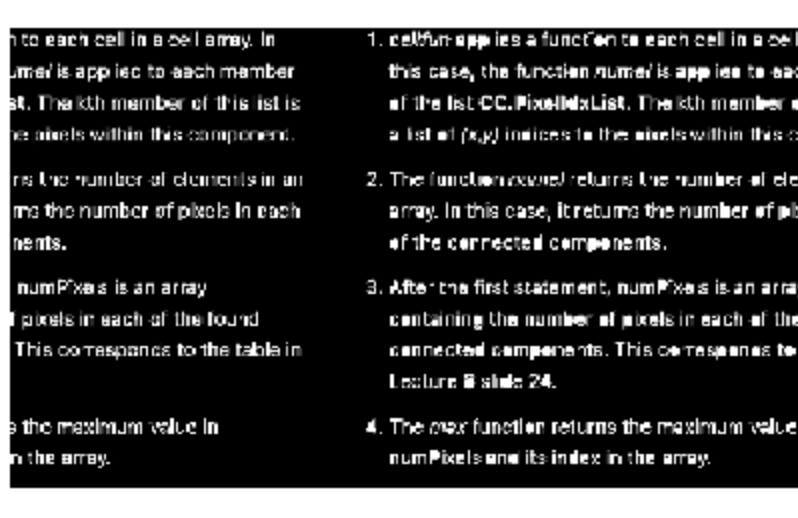 n to each cell in a cell array. In
umel is applied to each member
st. The kth member of this list is
he pixels within this component.
rns the number of elements in an
rns the number of pixels in each
nents.
numPixels is an array
f pixels in each of the found
This corresponds to the table in
s the maximum value in
n the array.
1. cellfun applies a function to each cell in a cell
this case, the function numel is applied to eac
of the list CC.PixelIdxList. The kth member o
a list of (x,y) indices to the pixels within this c
2. The function numel returns the number of ele
array. In this case, it returns the number of pi
of the connected components.
3. After the first statement, numPixels is an arra
containing the number of pixels in each of the
connected components. This corresponds to
Lecture 8 slide 24.
4. The max function returns the maximum value
numPixels and its index in the array.